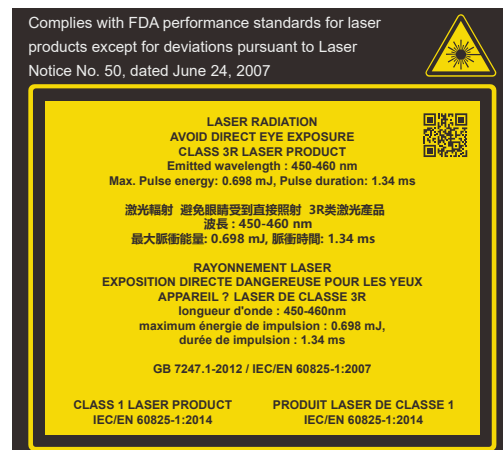 Complies with FDA performance standards for laser
products except for deviations pursuant to Laser
Notice No. 50, dated June 24, 2007
LASER RADIATION
AVOID DIRECT EYE EXPOSURE
CLASS 3R LASER PRODUCT
Emitted wavelength : 450-460 nm
Max. Pulse energy: 0.698 mJ, Pulse duration: 1.34 ms
激光輻射 避免眼睛受到直接照射 3R类激光產品
波長 : 450-460 nm
最大脈衝能量: 0.698 mJ, 脈衝時間: 1.34 ms
RAYONNEMENT LASER
EXPOSITION DIRECTE DANGEREUSE POUR LES YEUX
APPAREIL ? LASER DE CLASSE 3R
longueur d'onde : 450-460nm
maximum énergie de impulsion : 0.698 mJ,
durée de impulsion : 1.34 ms
GB 7247.1-2012 / IEC/EN 60825-1:2007
CLASS 1 LASER PRODUCT PRODUIT LASER DE CLASSE 1
IEC/EN 60825-1:2014 IEC/EN 60825-1:2014